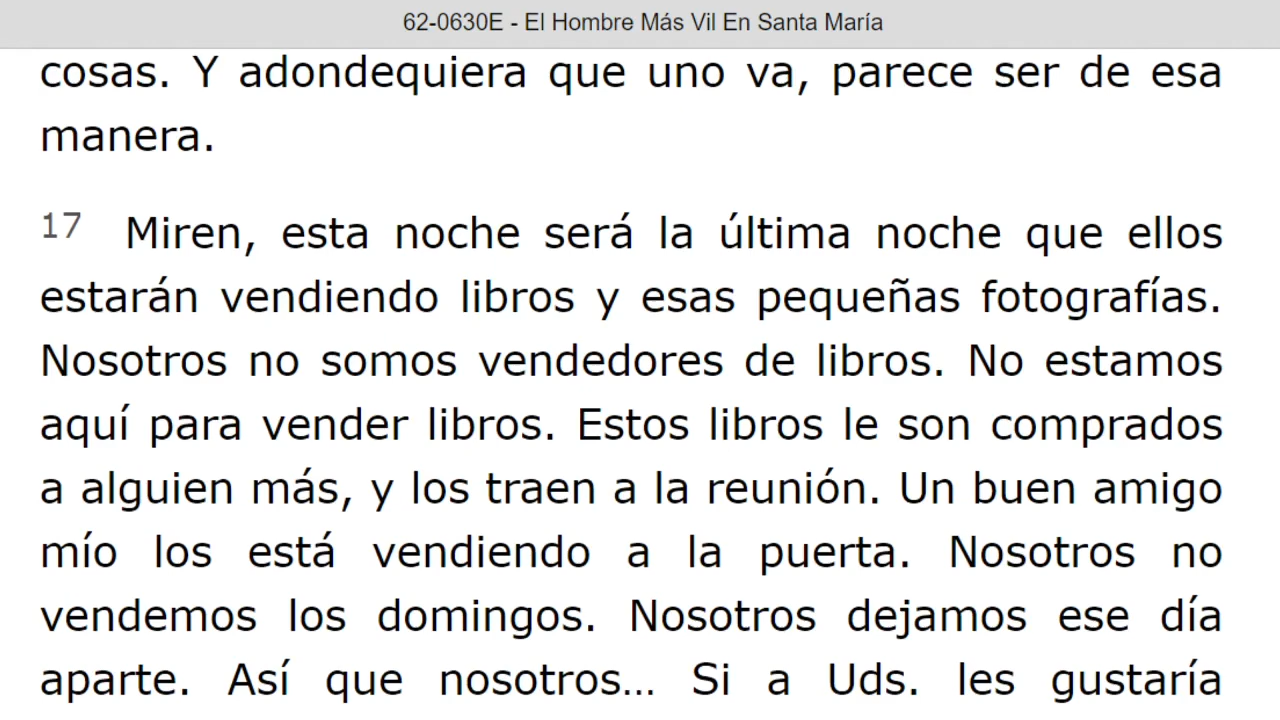 62-0630E - El Hombre Más Vil En Santa María
cosas. Y adondequiera que uno va, parece ser de esa
manera.
17 Miren, esta noche será la última noche que ellos
estarán vendiendo libros y esas pequeñas fotografías.
Nosotros no somos vendedores de libros. No estamos
aquí para vender libros. Estos libros le son comprados
a alguien más, y los traen a la reunión. Un buen amigo
mío los está vendiendo a la puerta. Nosotros no
vendemos los domingos. Nosotros dejamos ese día
aparte. Así que nosotros... Si a Uds. les gustaría